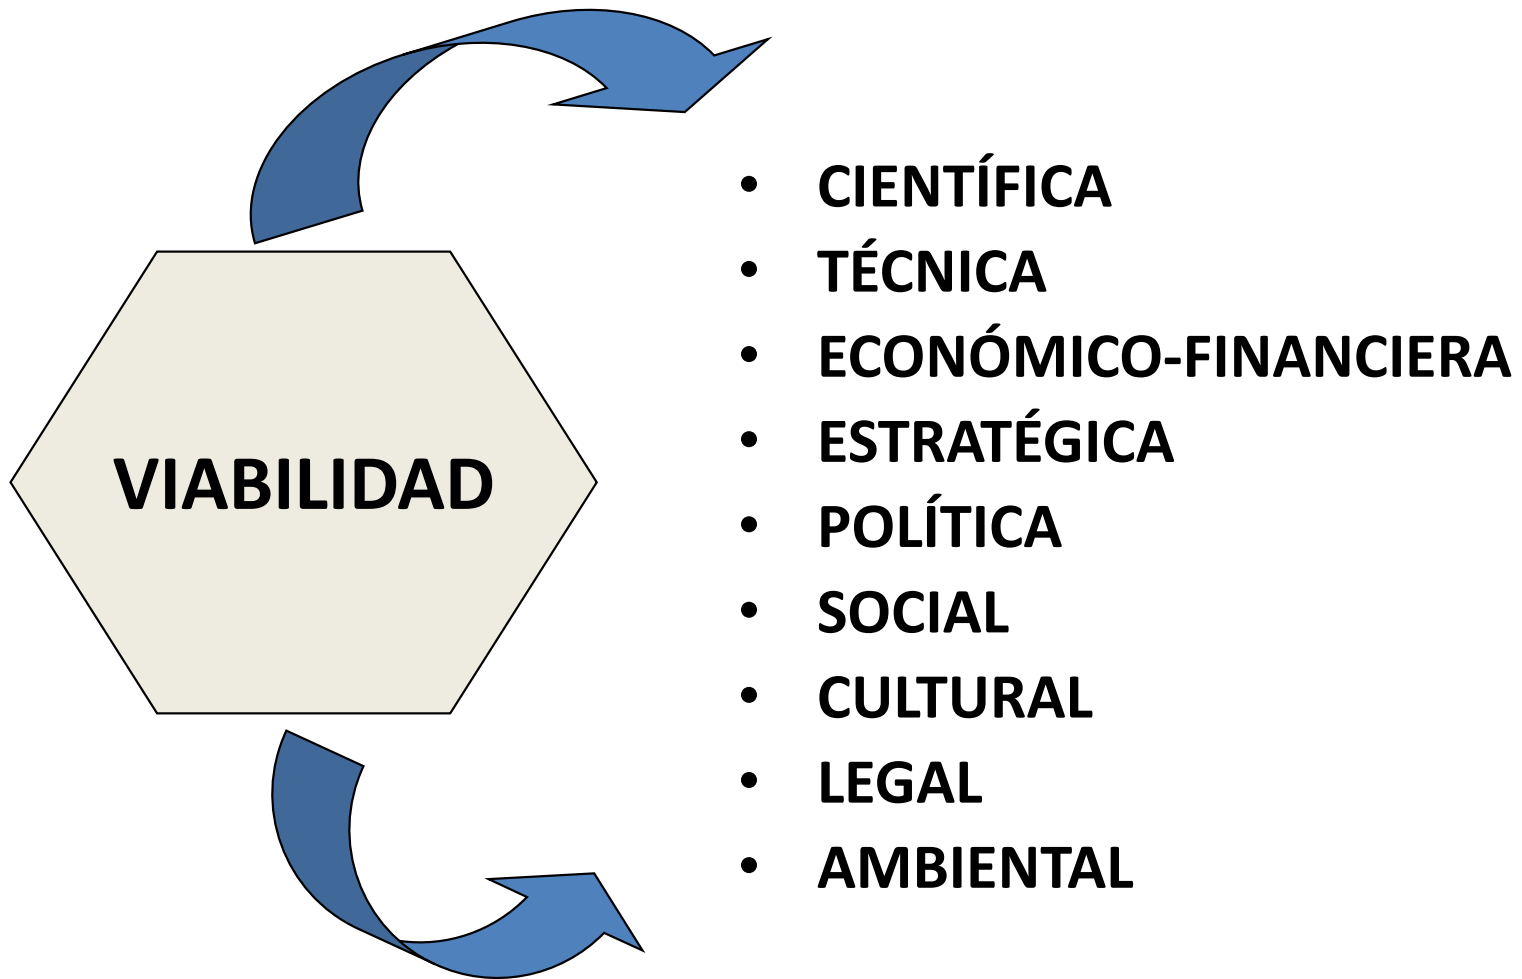 VIABILIDAD
• CIENTÍFICA
• TÉCNICA
• ECONÓMICO-FINANCIERA
• ESTRATÉGICA
• POLÍTICA
• SOCIAL
• CULTURAL
• LEGAL
• AMBIENTAL